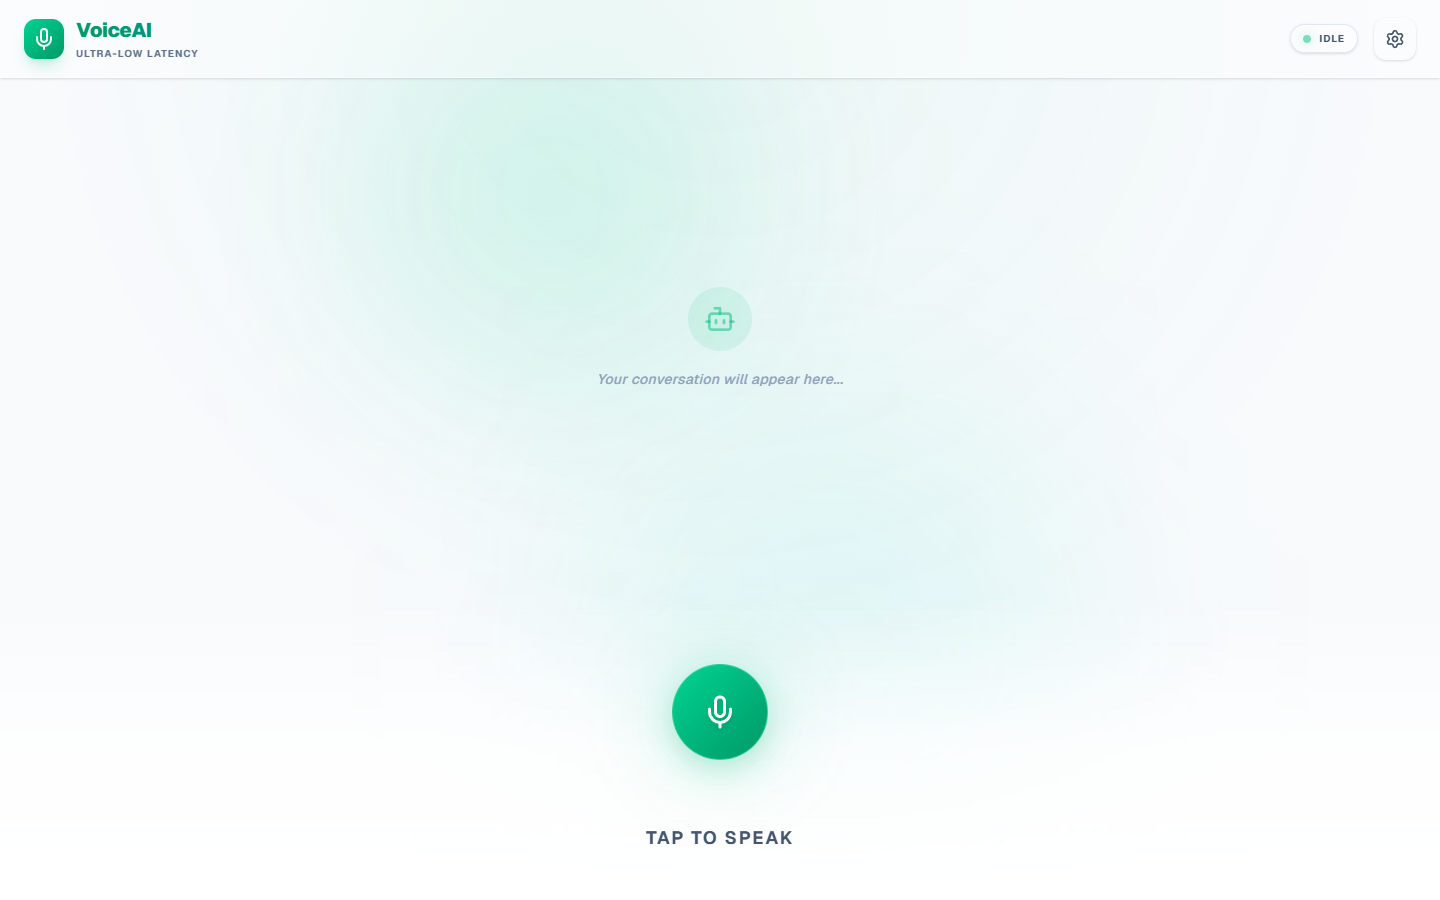 VoiceAI
ULTRA-LOW LATENCY
IDLE
Your conversation will appear here...
TAP TO SPEAK